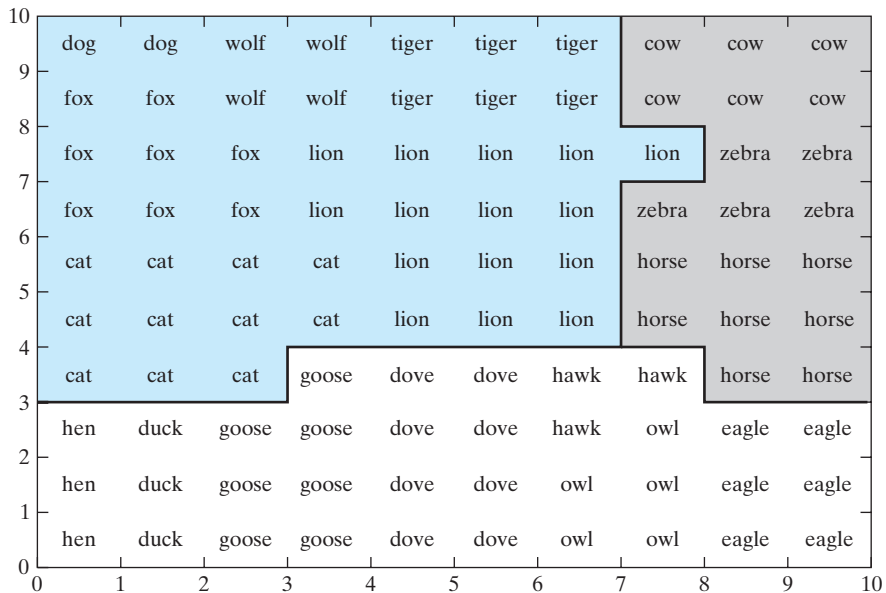 10
dog dog wolf wolf tiger tiger tiger cow cow cow
9
fox fox wolf wolf tiger tiger tiger cow cow cow
8
fox fox fox lion lion lion lion lion zebra zebra
7
fox fox fox lion lion lion lion zebra zebra zebra
6
cat cat cat cat lion lion lion horse horse horse
5
cat cat cat cat lion lion lion horse horse horse
4
cat cat cat goose dove dove hawk hawk horse horse
3
hen duck goose goose dove dove hawk owl eagle eagle
2
hen duck goose goose dove dove owl owl eagle eagle
1
hen duck goose goose dove dove owl owl eagle eagle
0
0 1 2 3 4 5 6 7 8 9 10